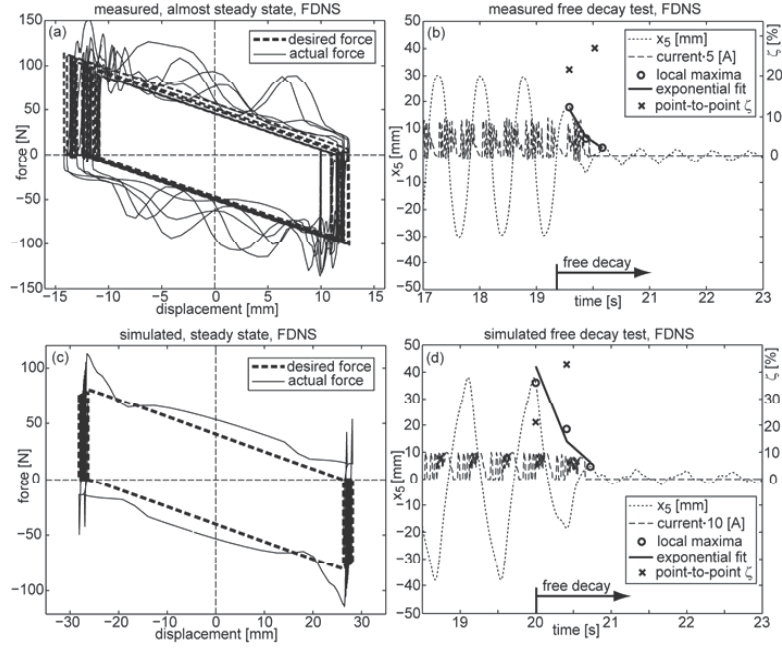 measured, almost steady state, FDNS
(a)
desired force
actual force
150
100
50
0
−50
−100
−150
force [N]
−15 −10 −5 0 5 10 15
displacement [mm]
measured free decay test, FDNS
(b)
x5 [mm]
current·5 [A]
local maxima
exponential fit
point-to-point ζ
50
40
30
20
10
0
−10
−20
−30
−40
−50
x5 [mm]
ζ [%]
20
10
0
free decay
17 18 19 20 21 22 23
time [s]
simulated, steady state, FDNS
(c)
desired force
actual force
100
50
0
−50
−100
force [N]
−30 −20 −10 0 10 20 30
displacement [mm]
simulated free decay test, FDNS
(d)
50
40
30
20
10
0
−10
−20
−30
−40
−50
x5 [mm]
ζ [%]
30
20
10
0
x5 [mm]
current·10 [A]
local maxima
exponential fit
point-to-point ζ
free decay
19 20 21 22 23
time [s]